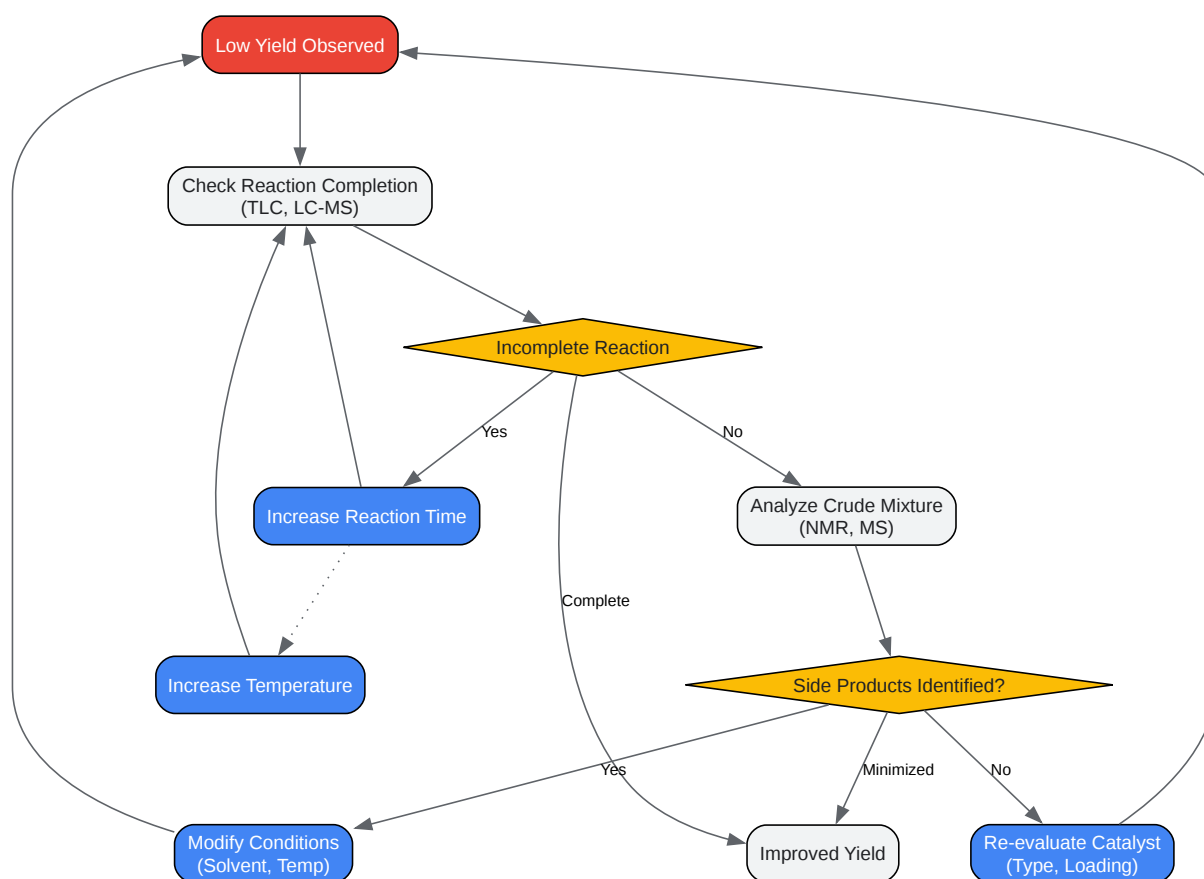 Low Yield Observed
Check Reaction Completion
(TLC, LC-MS)
Incomplete Reaction
Yes
No
Increase Reaction Time
Analyze Crude Mixture
(NMR, MS)
Complete
Increase Temperature
Side Products Identified?
Yes
Minimized
No
Modify Conditions
(Solvent, Temp)
Improved Yield
Re-evaluate Catalyst
(Type, Loading)